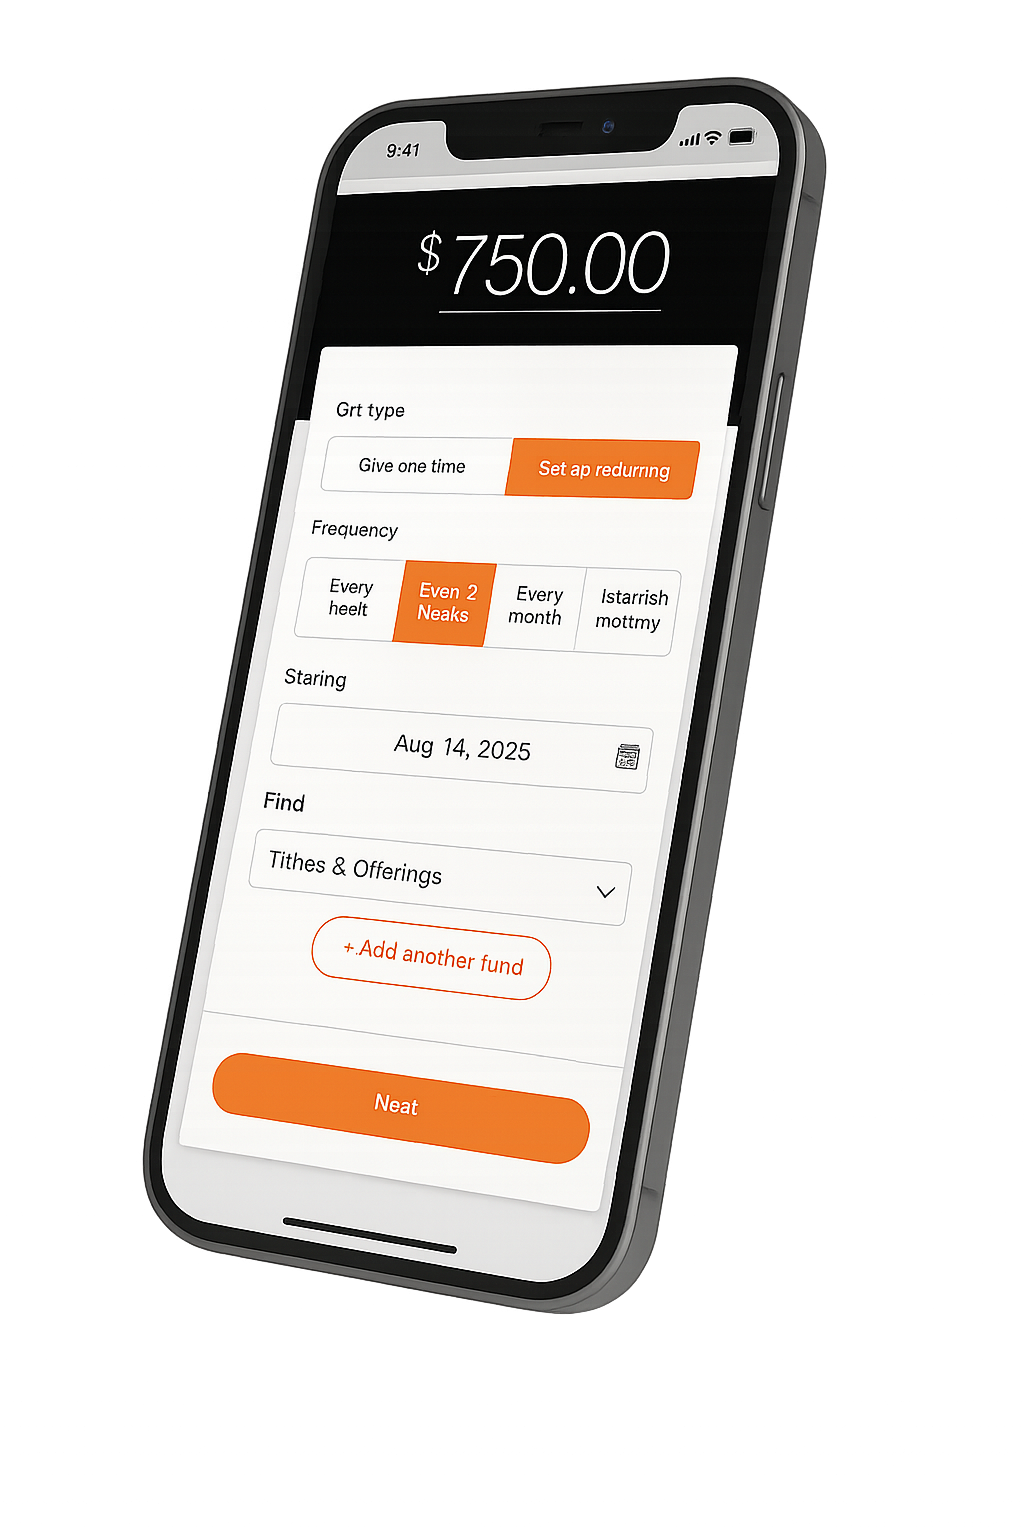 9:41
$750.00
Grt type
Give one time
Set ap redurrıng
Frequency
Every
heelt
Even 2
Neaks
Every
month
Istarrish
mottmy
Staring
Aug 14, 2025
Find
Tithes & Offerings
+.Add another fund
Neat